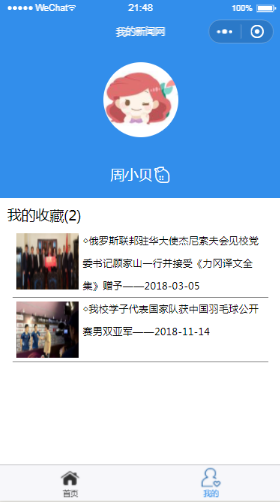 ●●●●● WeChat 21:48 100%
我的新闻网
周小贝
我的收藏(2)
◇俄罗斯联邦驻华大使杰尼索夫会见校党
委书记顾家山一行并接受《力冈译文全
集》赠予——2018-03-05
◇我校学子代表国家队获中国羽毛球公开
赛男双亚军——2018-11-14
首页 我的